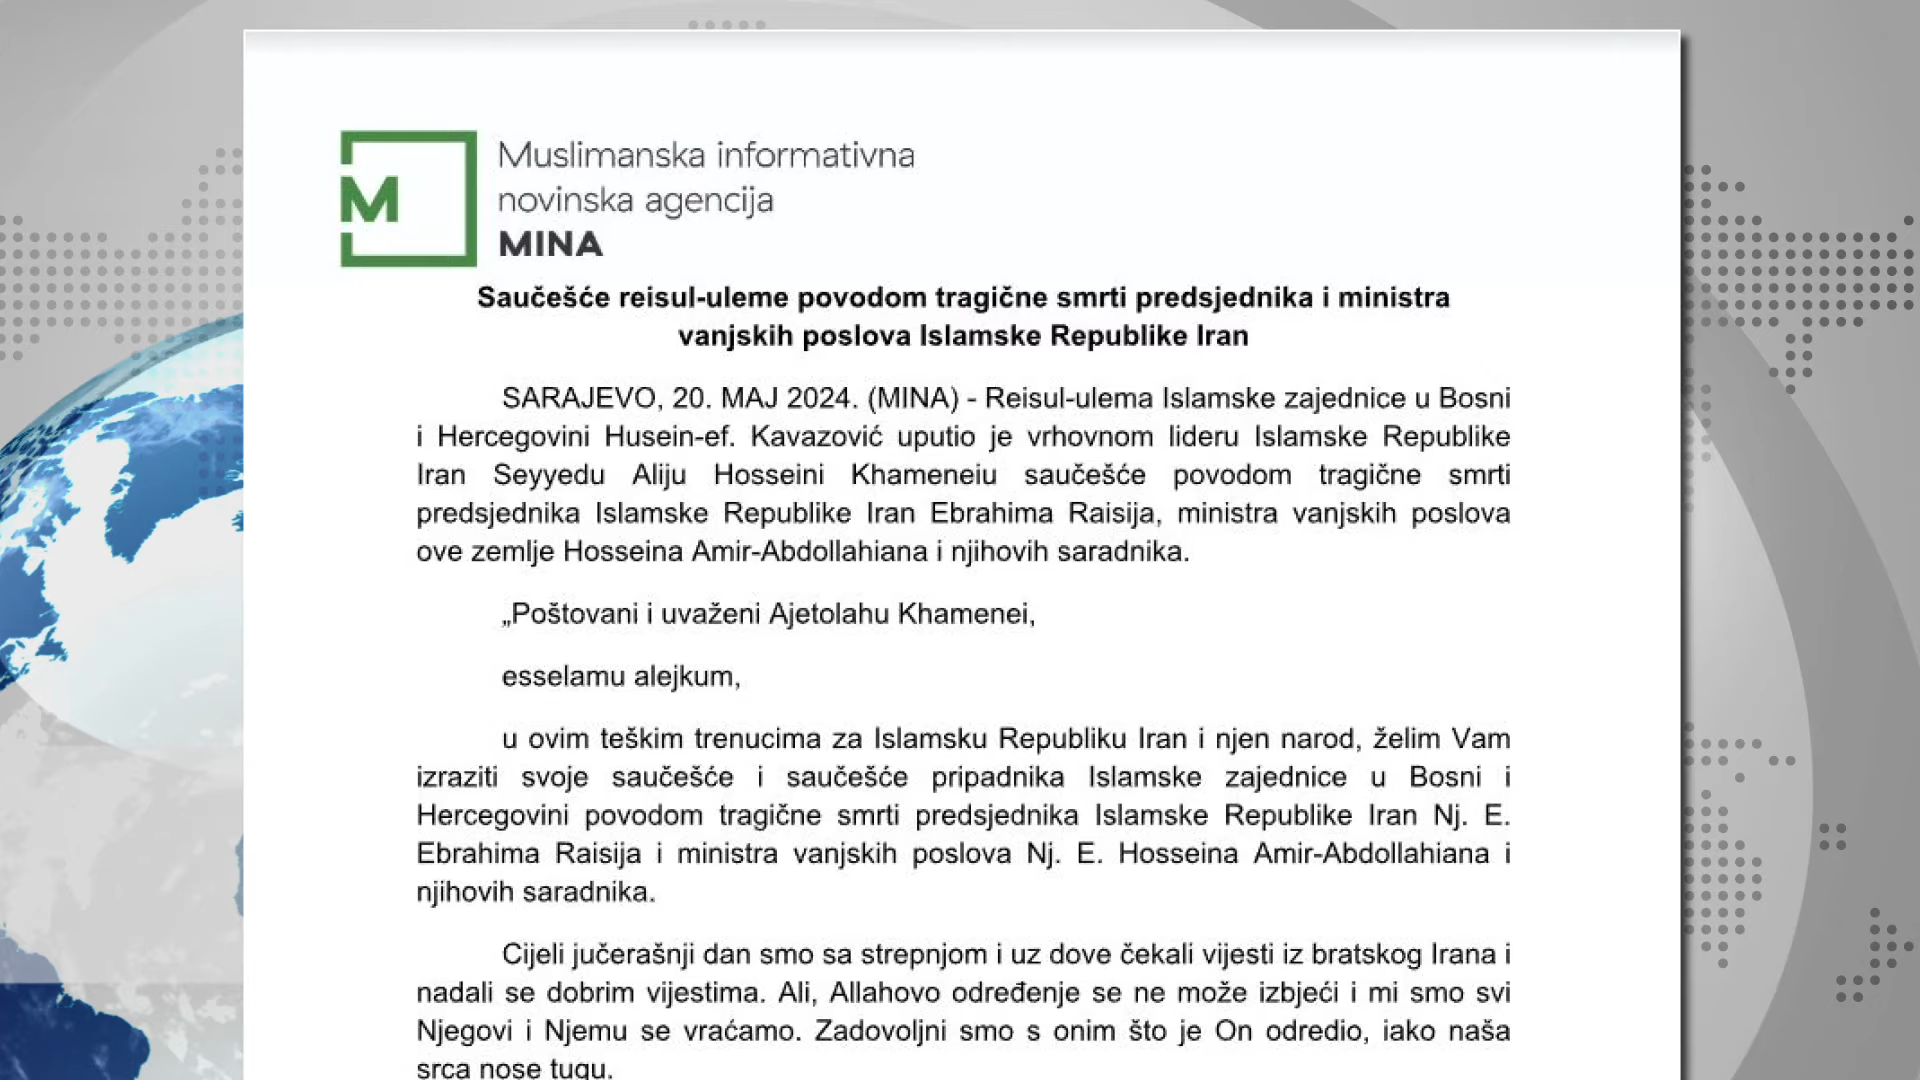 M
Muslimanska informativna
novinska agencija
MINA
Saučešće reisul-uleme povodom tragične smrti predsjednika i ministra
vanjskih poslova Islamske Republike Iran
SARAJEVO, 20. MAJ 2024. (MINA) - Reisul-ulema Islamske zajednice u Bosni
i Hercegovini Husein-ef. Kavazović uputio je vrhovnom lideru Islamske Republike
Iran Seyyedu Aliju Hosseini Khameneiu saučešće povodom tragične smrti
predsjednika Islamske Republike Iran Ebrahima Raisija, ministra vanjskih poslova
ove zemlje Hosseina Amir-Abdollahiana i njihovih saradnika.
„Poštovani i uvaženi Ajetolahu Khamenei,
esselamu alejkum,
u ovim teškim trenucima za Islamsku Republiku Iran i njen narod, želim Vam
izraziti svoje saučešće i saučešće pripadnika Islamske zajednice u Bosni i
Hercegovini povodom tragične smrti predsjednika Islamske Republike Iran Nj. E.
Ebrahima Raisija i ministra vanjskih poslova Nj. E. Hosseina Amir-Abdollahiana i
njihovih saradnika.
Cijeli jučerašnji dan smo sa strepnjom i uz dove čekali vijesti iz bratskog Irana i
nadali se dobrim vijestima. Ali, Allahovo određenje se ne može izbjeći i mi smo svi
Njegovi i Njemu se vraćamo. Zadovoljni smo s onim što je On odredio, iako naša
srca nose tugu.